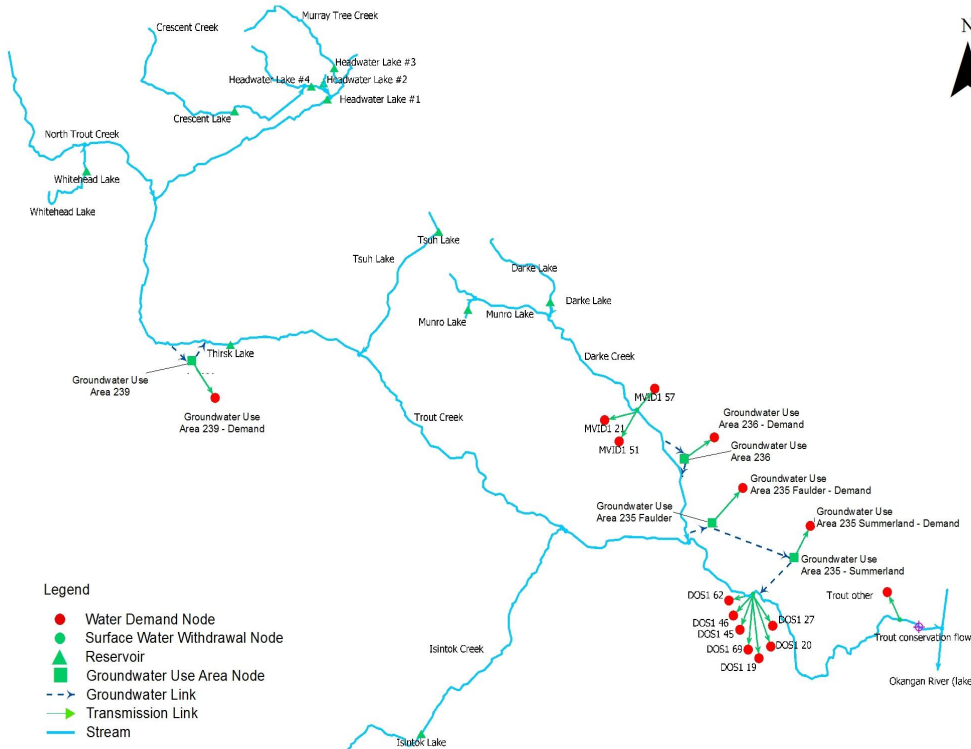 Murray Tree Creek
N
Crescent Creek
Headwater Lake #3
Headwater Lake #4
Headwater Lake #2
Headwater Lake #1
Crescent Lake
North Trout Creek
Whitehead Lake
Whitehead Lake
Tsuh Lake
Tsuh Lake
Darke Lake
Darke Lake
Munro Lake
Munro Lake
Thirsk Lake
Darke Creek
Groundwater Use
Area 239
Groundwater Use
Area 239 - Demand
Trout Creek
MVID1 57
MVID1 21
MVID1 51
Groundwater Use
Area 236 - Demand
Groundwater Use
Area 236
Groundwater Use
Area 235 Faulder - Demand
Groundwater Use
Area 235 Faulder
Groundwater Use
Area 235 Summerland - Demand
Groundwater Use
Area 235 - Summerland
DOS1 62
DOS1 46
DOS1 45
DOS1 69
DOS1 19
DOS1 27
DOS1 20
Trout other
Trout conservation flow
Okangan River (lake
Isintok Creek
Isintok Lake
Legend
Water Demand Node
Surface Water Withdrawal Node
Reservoir
Groundwater Use Area Node
Groundwater Link
Transmission Link
Stream